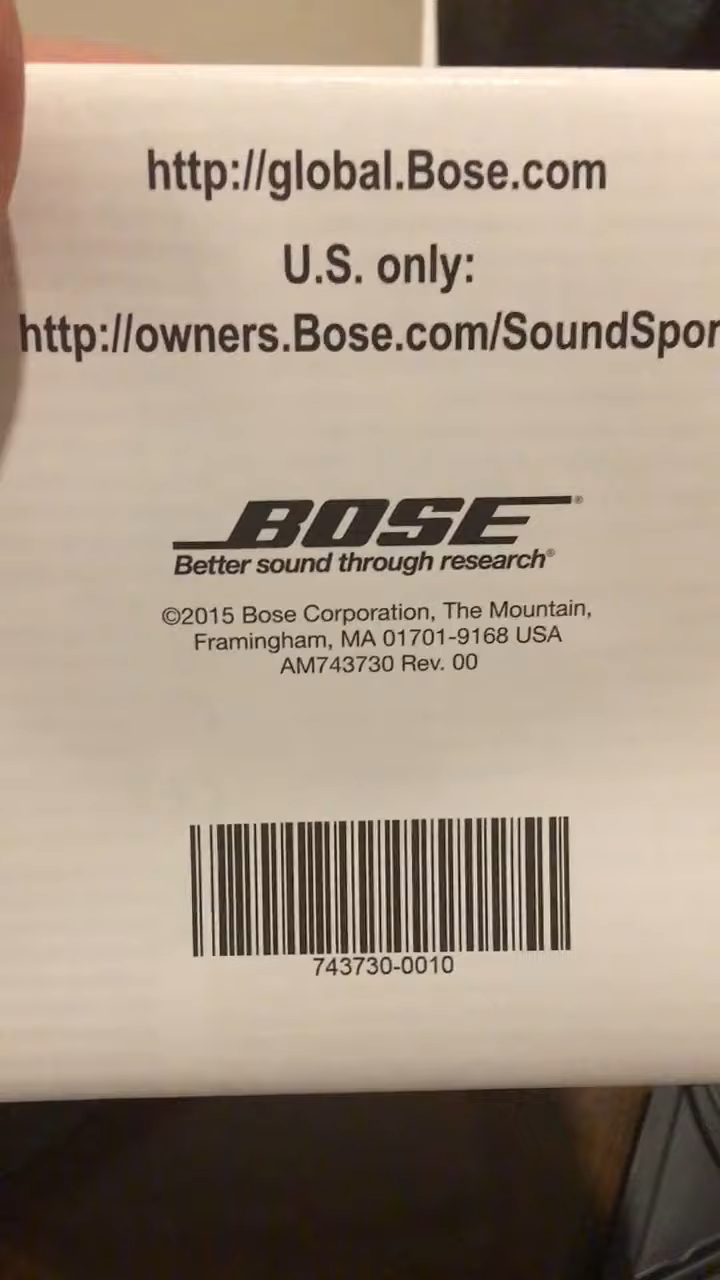 http://global.Bose.com
U.S. only:
http://owners.Bose.com/SoundSpor
BOSE®
Better sound through research®
©2015 Bose Corporation, The Mountain,
Framingham, MA 01701-9168 USA
AM743730 Rev. 00
743730-0010